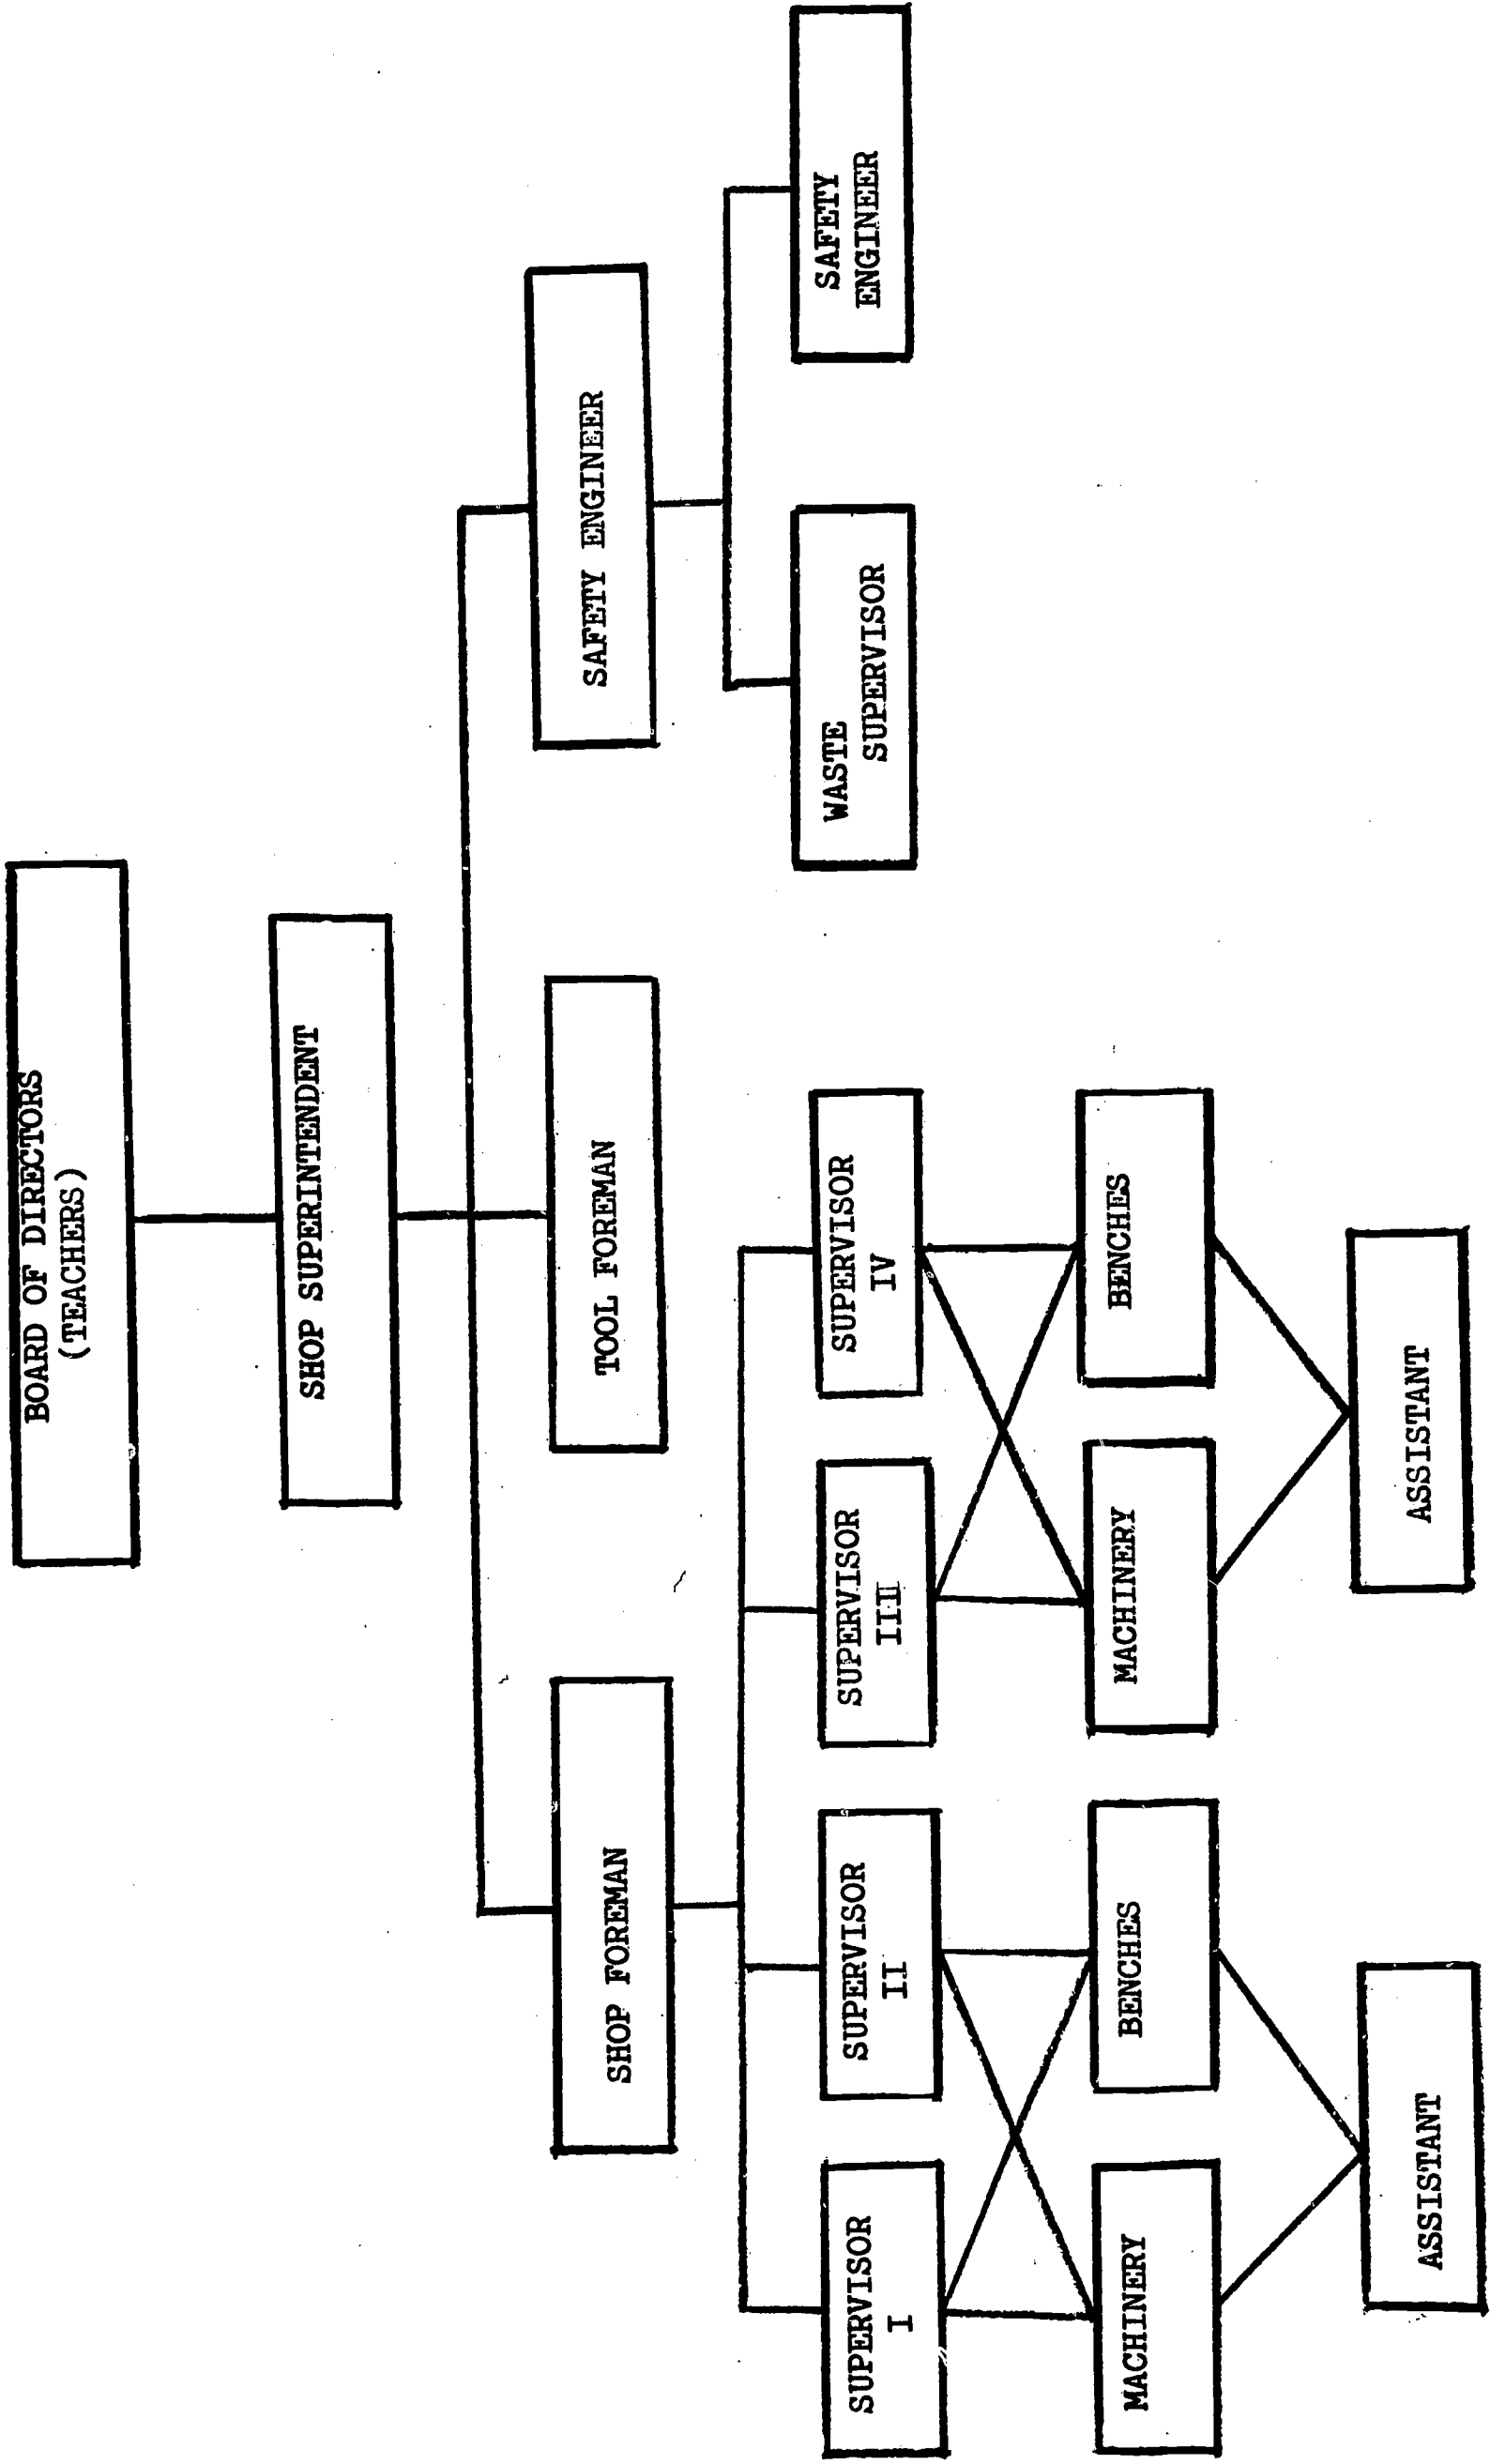 BOARD OF DIRECTORS
(TEACHERS)
SHOP SUPERINTENDENT
SHOP FOREMAN
TOOL FOREMAN
SAFETY ENGINEER
SUPERVISOR
I
SUPERVISOR
II
SUPERVISOR
III
SUPERVISOR
IV
WASTE
SUPERVISOR
SAFETY
ENGINEER
MACHINERY
BENCHES
MACHINERY
BENCHES
ASSISTANT
ASSISTANT